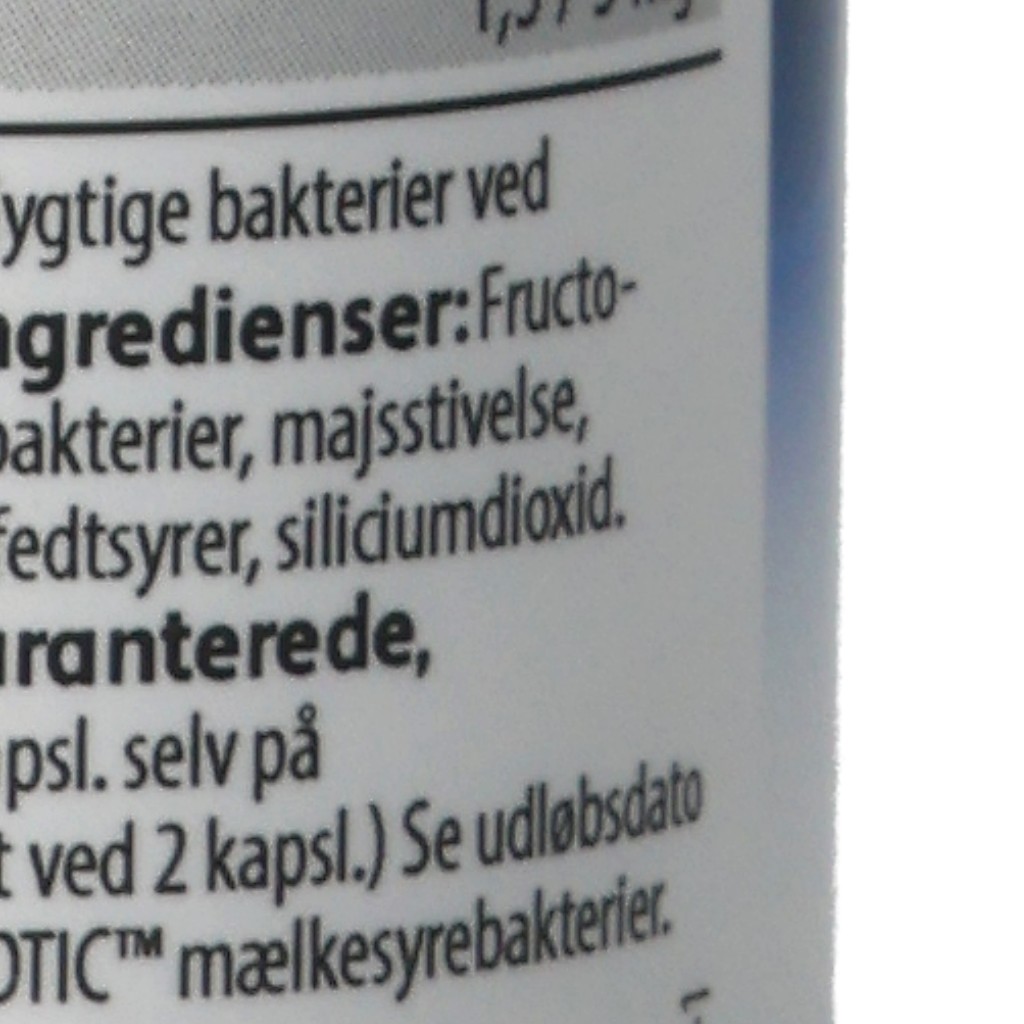 ygtige bakterier ved
ngredienser: Fructo-
bakterier, majsstivelse,
fedtsyrer, siliciumdioxid.
ranterede,
psl. selv på
t ved 2 kapsl.) Se udløbsdato
OTIC™ mælkesyrebakterier.